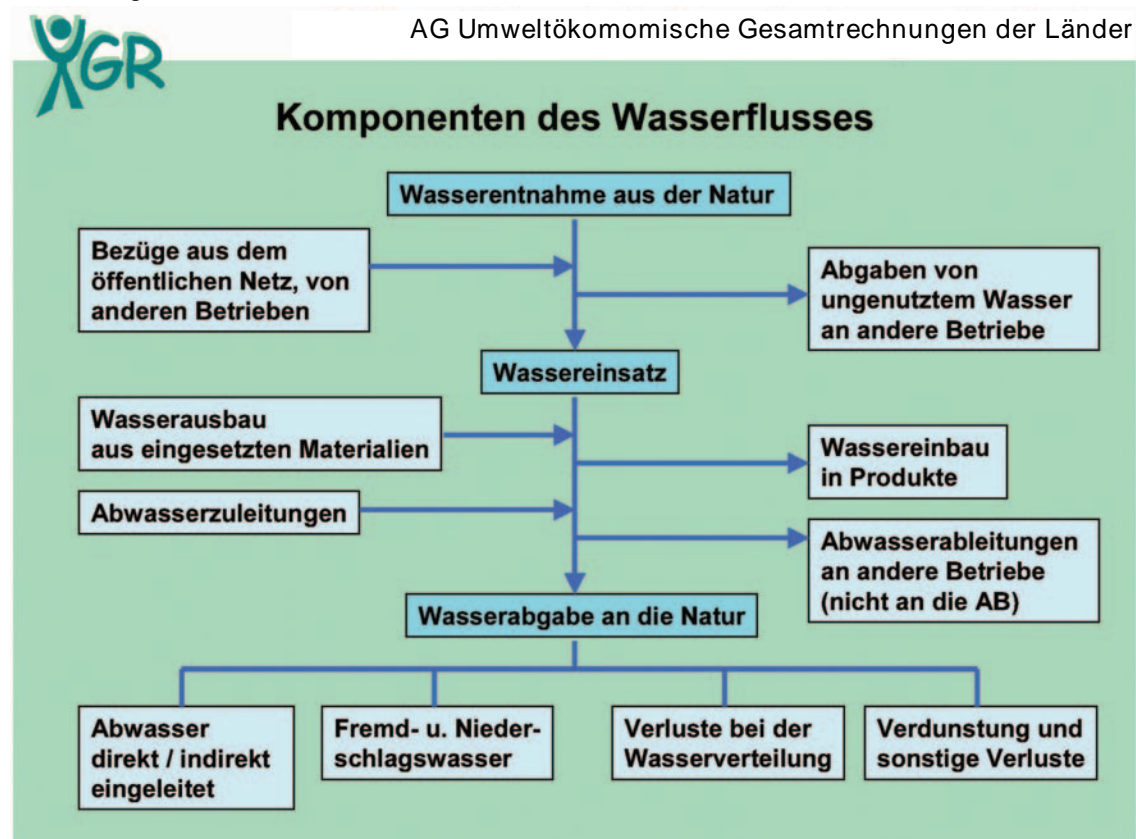 AG Umweltökomomische Gesamtrechnungen der Länder
UGR
Komponenten des Wasserflusses
Wasserentnahme aus der Natur
Bezüge aus dem
öffentlichen Netz, von
anderen Betrieben
Abgaben von
ungenutztem Wasser
an andere Betriebe
Wassereinsatz
Wasserausbau
aus eingesetzten Materialien
Wassereinbau
in Produkte
Abwasserzuleitungen
Abwasserableitungen
an andere Betriebe
(nicht an die AB)
Wasserabgabe an die Natur
Abwasser
direkt / indirekt
eingeleitet
Fremd- u. Nieder-
schlagswasser
Verluste bei der
Wasserverteilung
Verdunstung und
sonstige Verluste